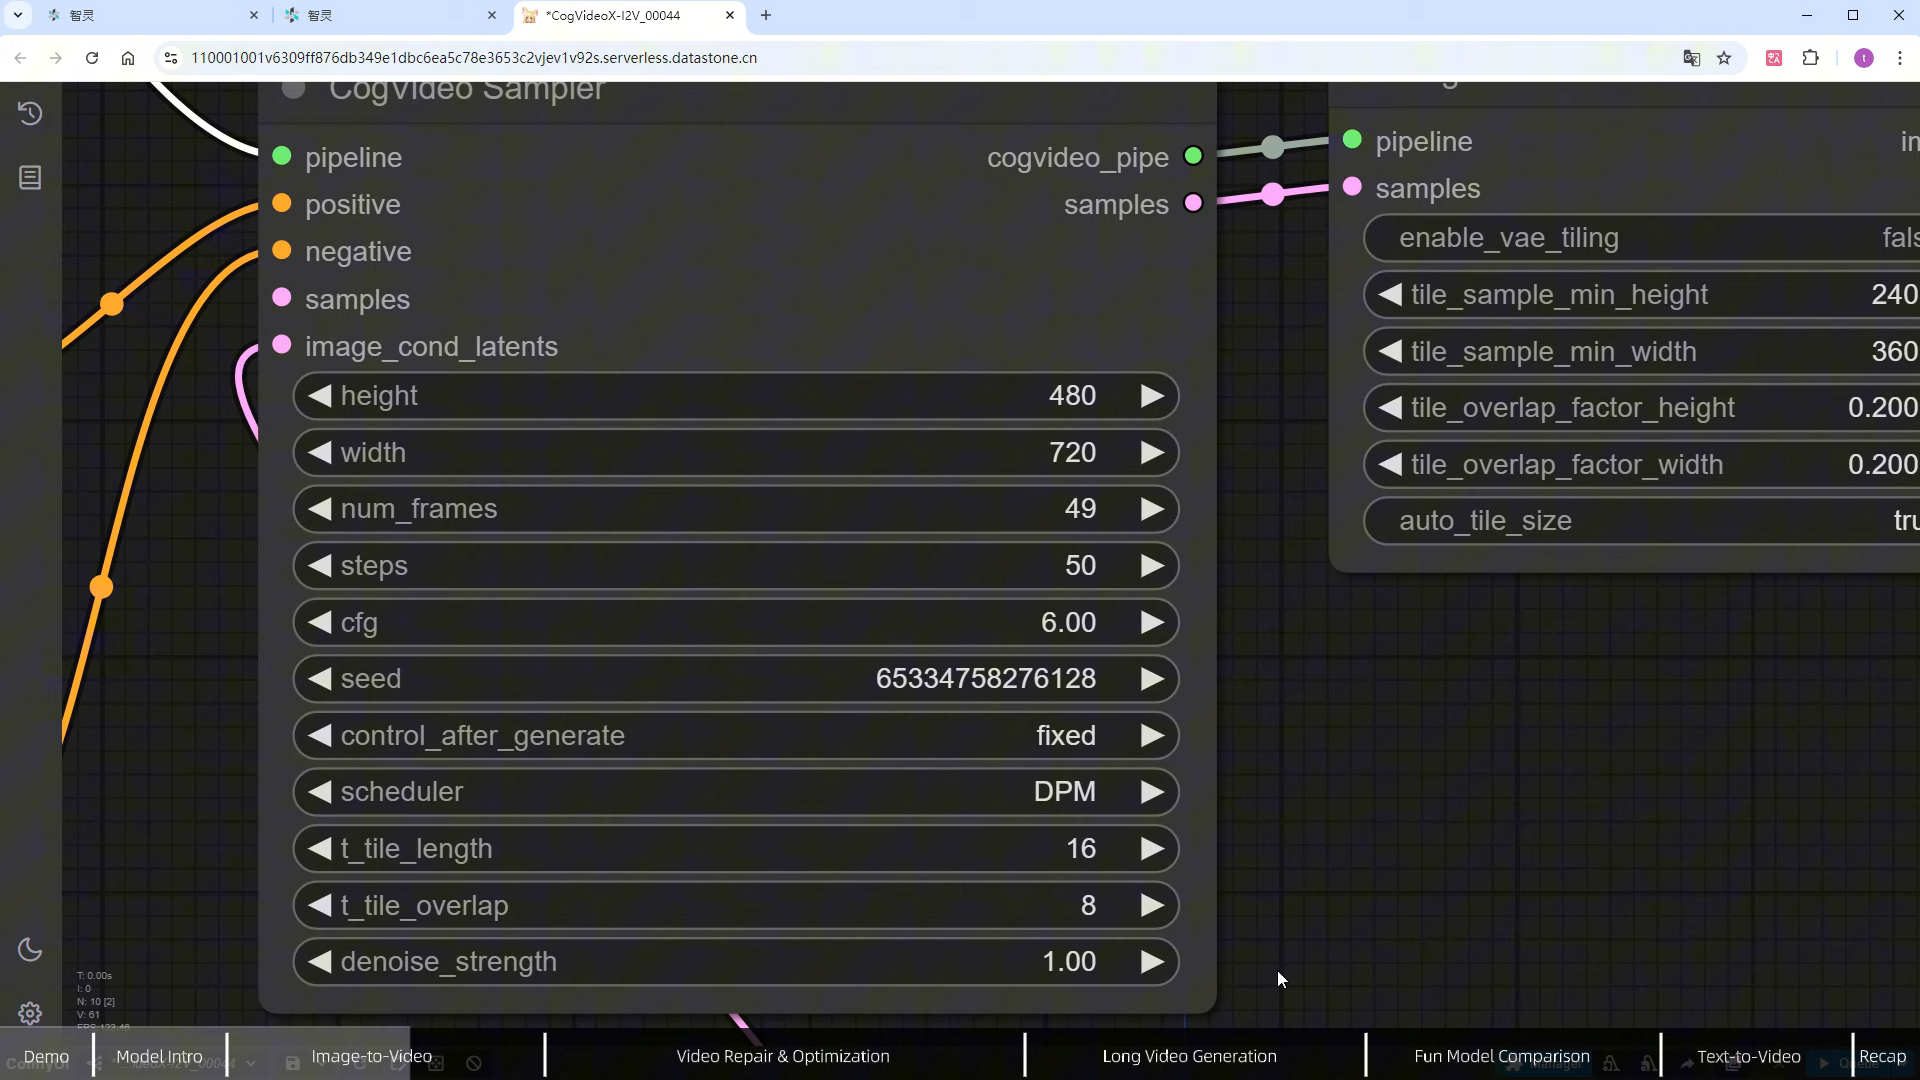 智灵
智灵
*CogVideoX-I2V_00044
110001001v6309ff876db349e1dbc6ea5c78e3653c2vjev1v92s.serverless.datastone.cn
CogVideo Sampler
pipeline
cogvideo_pipe
positive
samples
negative
samples
image_cond_latents
height 480
width 720
num_frames 49
steps 50
cfg 6.00
seed 65334758276128
control_after_generate fixed
scheduler DPM
t_tile_length 16
t_tile_overlap 8
denoise_strength 1.00
pipeline
samples
enable_vae_tiling
tile_sample_min_height 240
tile_sample_min_width 360
tile_overlap_factor_height 0.200
tile_overlap_factor_width 0.200
auto_tile_size
T: 0.00s
I: 0
N: 10 [2]
V: 61
FPS:123.46
Demo
Model Intro
Image-to-Video
Video Repair & Optimization
Long Video Generation
Fun Model Comparison
Text-to-Video
Recap